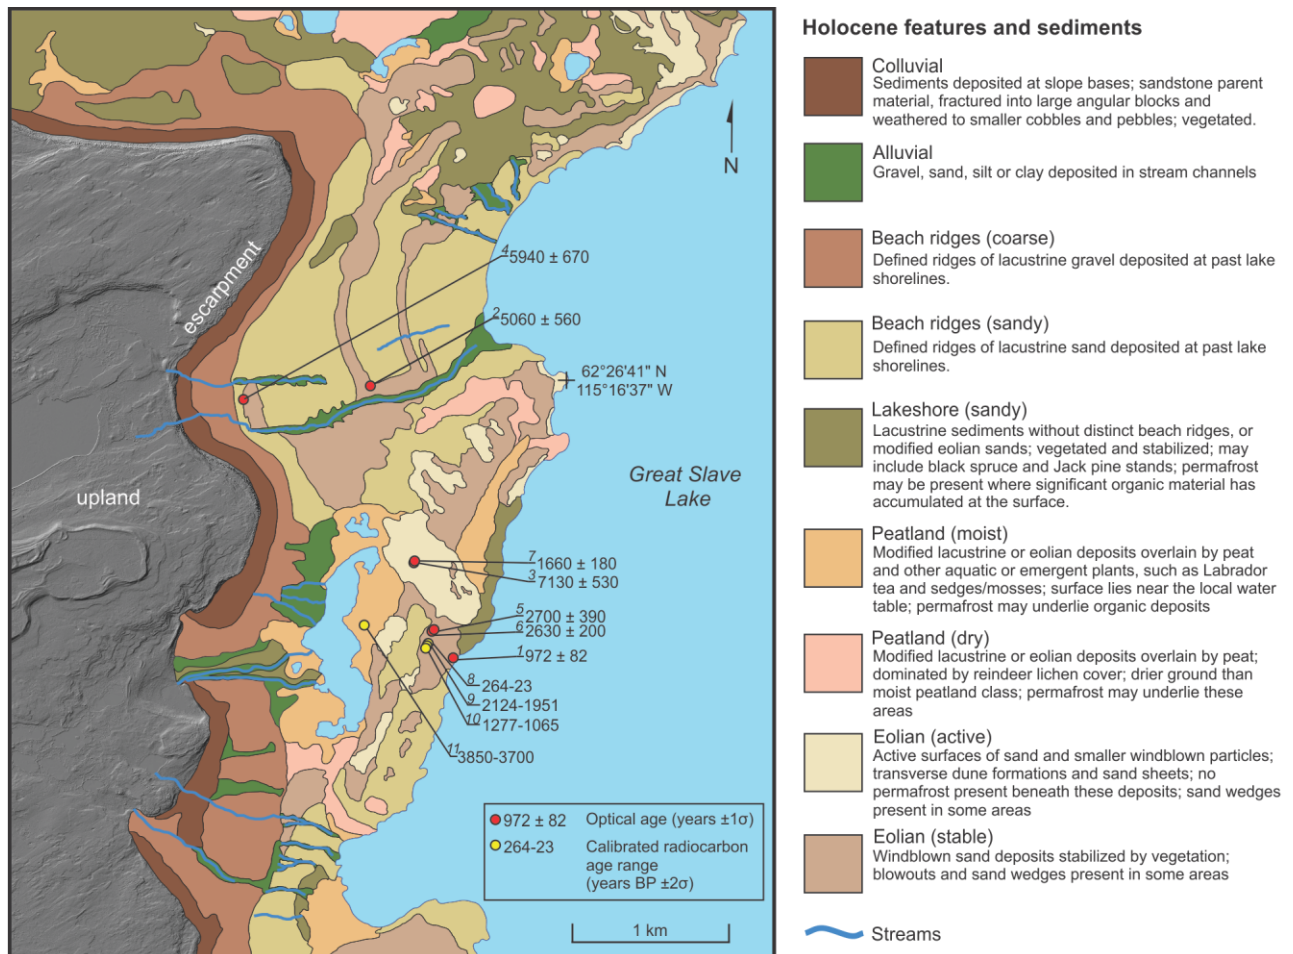 escarpment
upland
N
4 5940 ± 670
2 5060 ± 560
62°26'41" N
115°16'37" W
Great Slave
Lake
7 1660 ± 180
3 7130 ± 530
5 2700 ± 390
6 2630 ± 200
1 972 ± 82
8 264-23
9 2124-1951
10 1277-1065
11 3850-3700
972 ± 82 Optical age (years ±1σ)
264-23 Calibrated radiocarbon
age range
(years BP ±2σ)
1 km
Holocene features and sediments
Colluvial
Sediments deposited at slope bases; sandstone parent
material, fractured into large angular blocks and
weathered to smaller cobbles and pebbles; vegetated.
Alluvial
Gravel, sand, silt or clay deposited in stream channels
Beach ridges (coarse)
Defined ridges of lacustrine gravel deposited at past lake
shorelines.
Beach ridges (sandy)
Defined ridges of lacustrine sand deposited at past lake
shorelines.
Lakeshore (sandy)
Lacustrine sediments without distinct beach ridges, or
modified eolian sands; vegetated and stabilized; may
include black spruce and Jack pine stands; permafrost
may be present where significant organic material has
accumulated at the surface.
Peatland (moist)
Modified lacustrine or eolian deposits overlain by peat
and other aquatic or emergent plants, such as Labrador
tea and sedges/mosses; surface lies near the local water
table; permafrost may underlie organic deposits
Peatland (dry)
Modified lacustrine or eolian deposits overlain by peat;
dominated by reindeer lichen cover; drier ground than
moist peatland class; permafrost may underlie these
areas
Eolian (active)
Active surfaces of sand and smaller windblown particles;
transverse dune formations and sand sheets; no
permafrost present beneath these deposits; sand wedges
present in some areas
Eolian (stable)
Windblown sand deposits stabilized by vegetation;
blowouts and sand wedges present in some areas
Streams